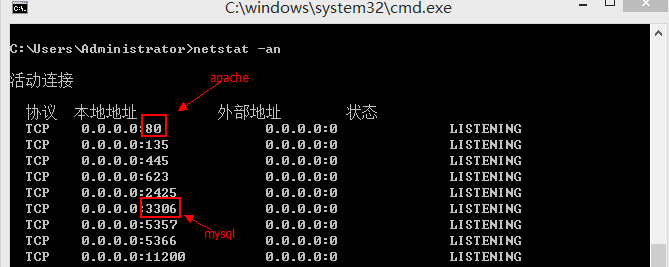 C:\windows\system32\cmd.exe
C:\Users\Administrator>netstat -an
活动连接
apache
协议 本地地址 外部地址 状态
TCP 0.0.0.0:80 0.0.0.0:0 LISTENING
TCP 0.0.0.0:135 0.0.0.0:0 LISTENING
TCP 0.0.0.0:445 0.0.0.0:0 LISTENING
TCP 0.0.0.0:623 0.0.0.0:0 LISTENING
TCP 0.0.0.0:2425 0.0.0.0:0 LISTENING
TCP 0.0.0.0:3306 0.0.0.0:0 LISTENING
TCP 0.0.0.0:5357 0.0.0.0:0 LISTENING
mysql
TCP 0.0.0.0:5366 0.0.0.0:0 LISTENING
TCP 0.0.0.0:11200 0.0.0.0:0 LISTENING